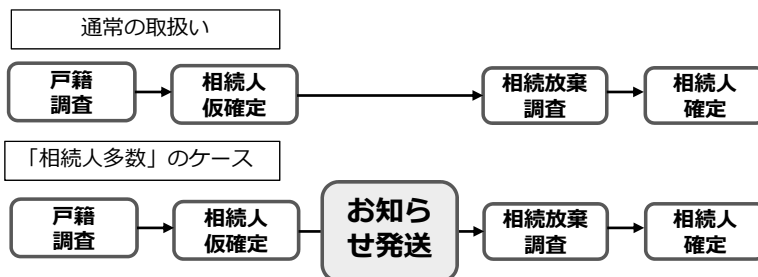 通常の取扱い
戸籍
調査
相続人
仮確定
相続放棄
調査
相続人
確定
「相続人多数」のケース
戸籍
調査
相続人
仮確定
お知ら
せ発送
相続放棄
調査
相続人
確定